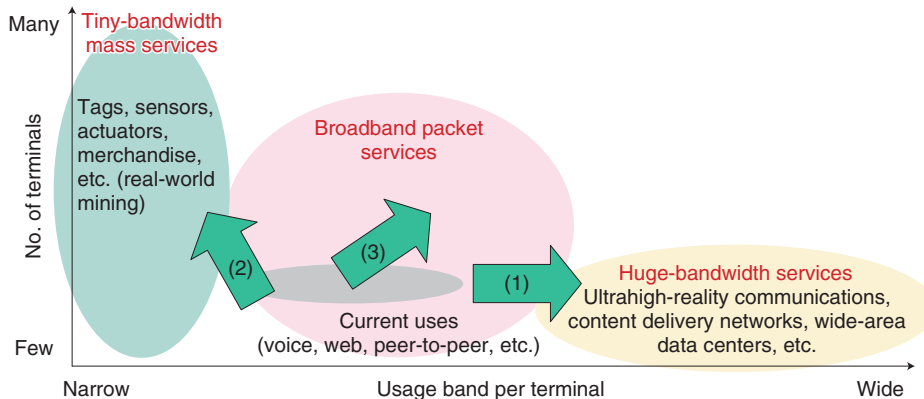 Many
Tiny-bandwidth
mass services
Tags, sensors,
actuators,
merchandise,
etc. (real-world
mining)
No. of terminals
Broadband packet
services
(2)
(3)
(1)
Current uses
(voice, web, peer-to-peer, etc.)
Huge-bandwidth services
Ultrahigh-reality communications,
content delivery networks, wide-area
data centers, etc.
Few
Narrow
Usage band per terminal
Wide